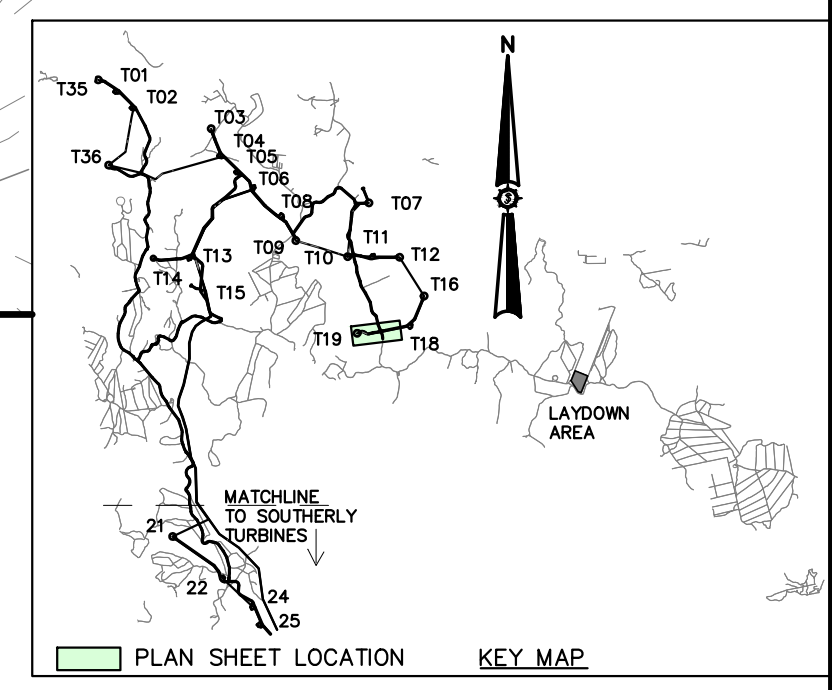 N
T01
T35
T02
T03
T04
T36
T05
T06
T08
T07
T11
T09
T10
T12
T13
T14
T15
T16
T19
T18
LAYDOWN
AREA
MATCHLINE
TO SOUTHERLY
TURBINES
21
22
24
25
PLAN SHEET LOCATION
KEY MAP